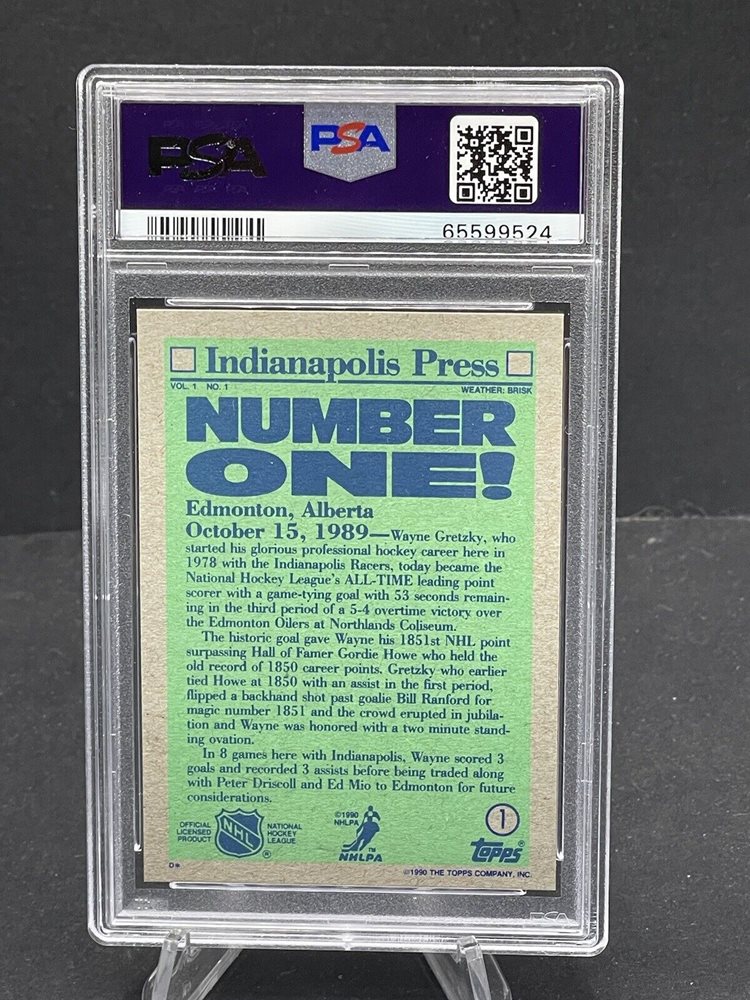 PSA
PSA
65599524
Indianapolis Press
VOL. 1 NO. 1 WEATHER: BRISK
NUMBER
ONE!
Edmonton, Alberta
October 15, 1989—Wayne Gretzky, who
started his glorious professional hockey career here in
1978 with the Indianapolis Racers, today became the
National Hockey League's ALL-TIME leading point
scorer with a game-tying goal with 53 seconds remain-
ing in the third period of a 5-4 overtime victory over
the Edmonton Oilers at Northlands Coliseum.
The historic goal gave Wayne his 1851st NHL point
surpassing Hall of Famer Gordie Howe who held the
old record of 1850 career points. Gretzky who earlier
tied Howe at 1850 with an assist in the first period,
flipped a backhand shot past goalie Bill Ranford for
magic number 1851 and the crowd erupted in jubila-
tion and Wayne was honored with a two minute stand-
ing ovation.
In 8 games here with Indianapolis, Wayne scored 3
goals and recorded 3 assists before being traded along
with Peter Driscoll and Ed Mio to Edmonton for future
considerations.
OFFICIAL
LICENSED
PRODUCT
NHL
®
NATIONAL
HOCKEY
LEAGUE
©1990
NHLPA
TM
NHLPA
1
Topps®
D*
©1990 THE TOPPS COMPANY, INC.
PSA